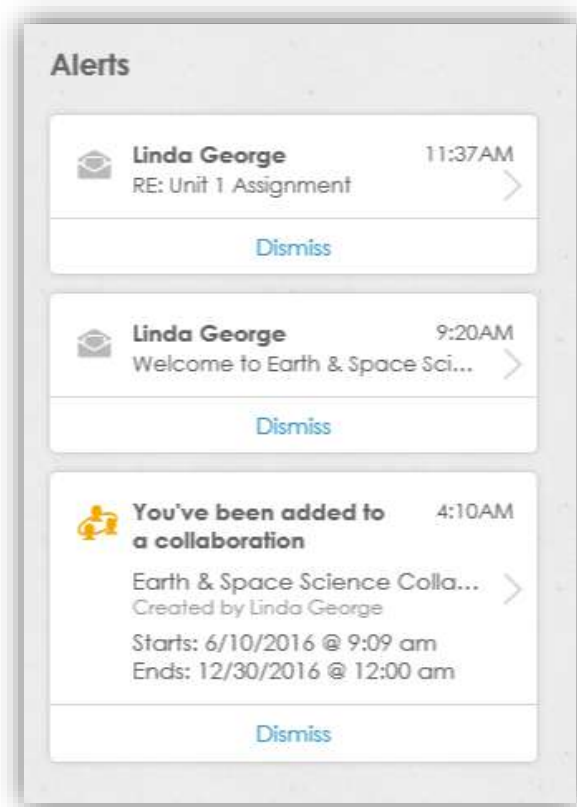 Alerts
Linda George 11:37AM
RE: Unit 1 Assignment
Dismiss
Linda George 9:20AM
Welcome to Earth & Space Sci...
Dismiss
You've been added to 4:10AM
a collaboration
Earth & Space Science Colla...
Created by Linda George
Starts: 6/10/2016 @ 9:09 am
Ends: 12/30/2016 @ 12:00 am
Dismiss